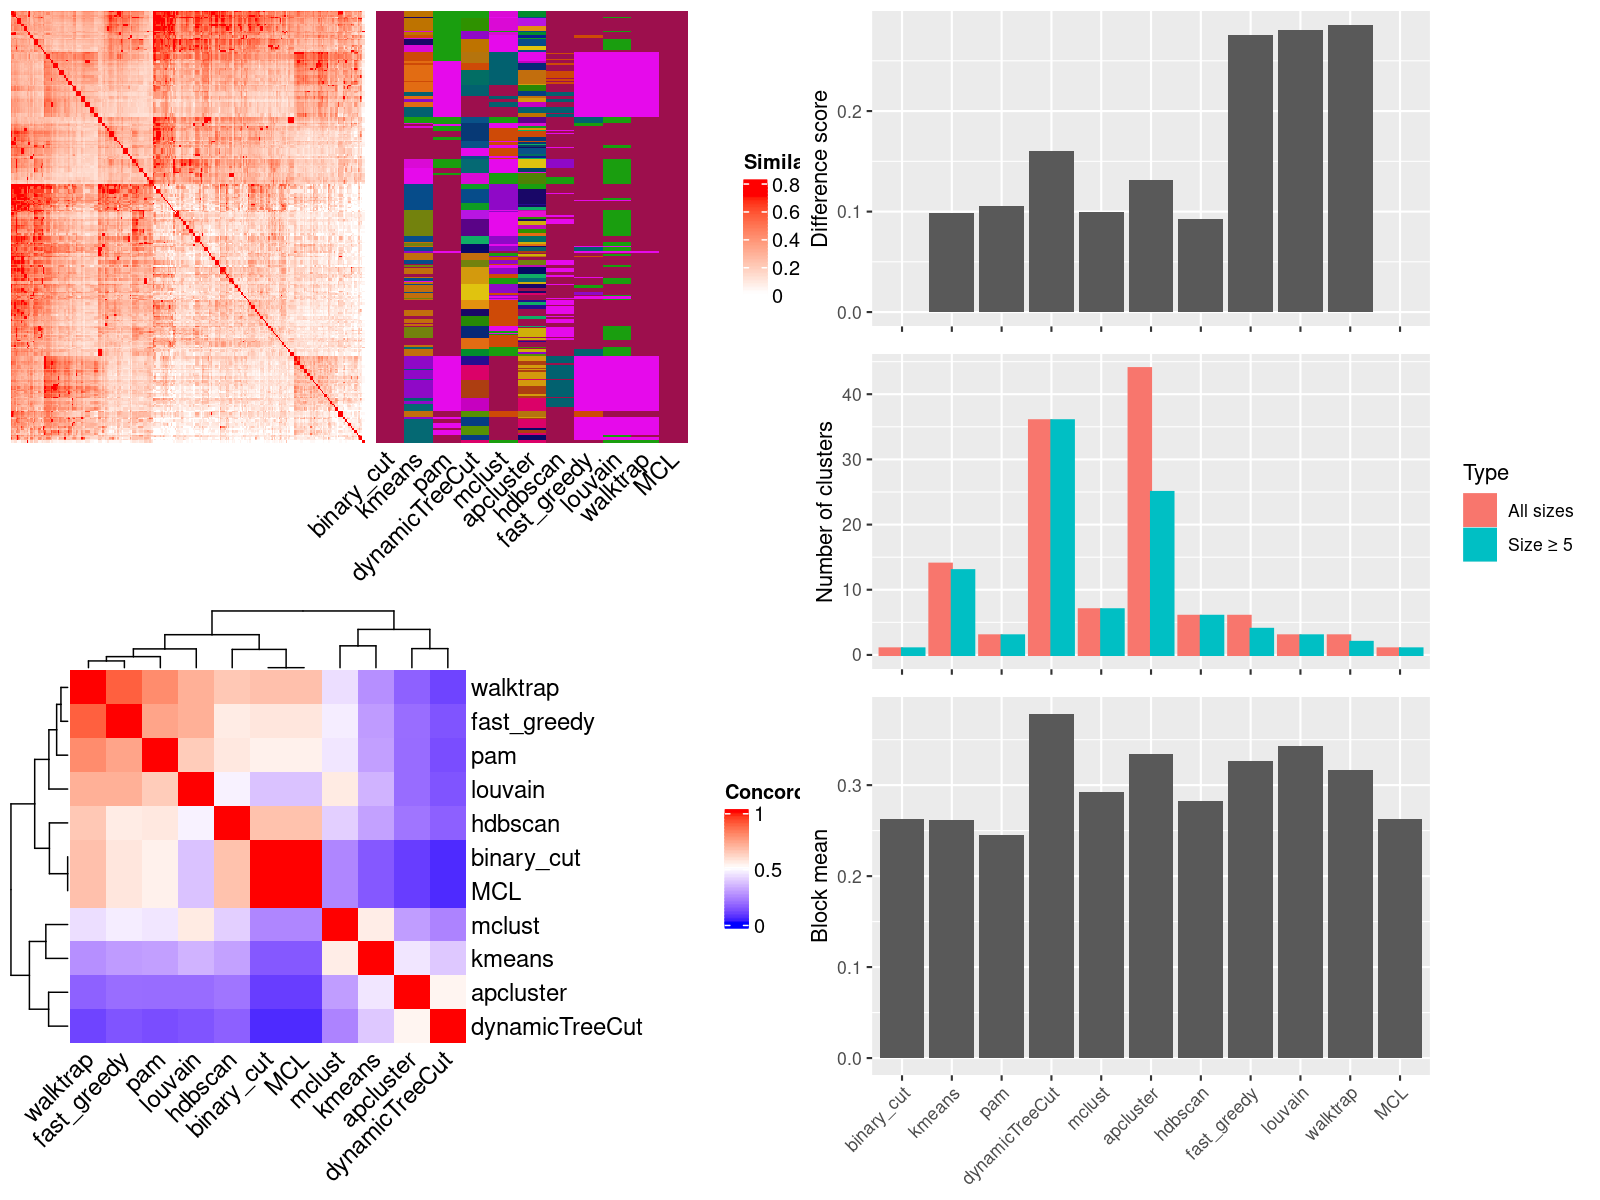 Simila
0.8
0.6
0.4
0.2
0
binary_cut
kmeans
pam
dynamicTreeCut
mclust
apcluster
hdbscan
fast_greedy
louvain
walktrap
MCL
Difference score
0.2
0.1
0.0
Number of clusters
40
30
20
10
0
Type
All sizes
Size ≥ 5
walktrap
fast_greedy
pam
louvain
hdbscan
binary_cut
MCL
mclust
kmeans
apcluster
dynamicTreeCut
walktrap
fast_greedy
pam
louvain
hdbscan
binary_cut
MCL
mclust
kmeans
apcluster
dynamicTreeCut
Concorc
1
0.5
0
Block mean
0.3
0.2
0.1
0.0
binary_cut
kmeans
pam
dynamicTreeCut
mclust
apcluster
hdbscan
fast_greedy
louvain
walktrap
MCL